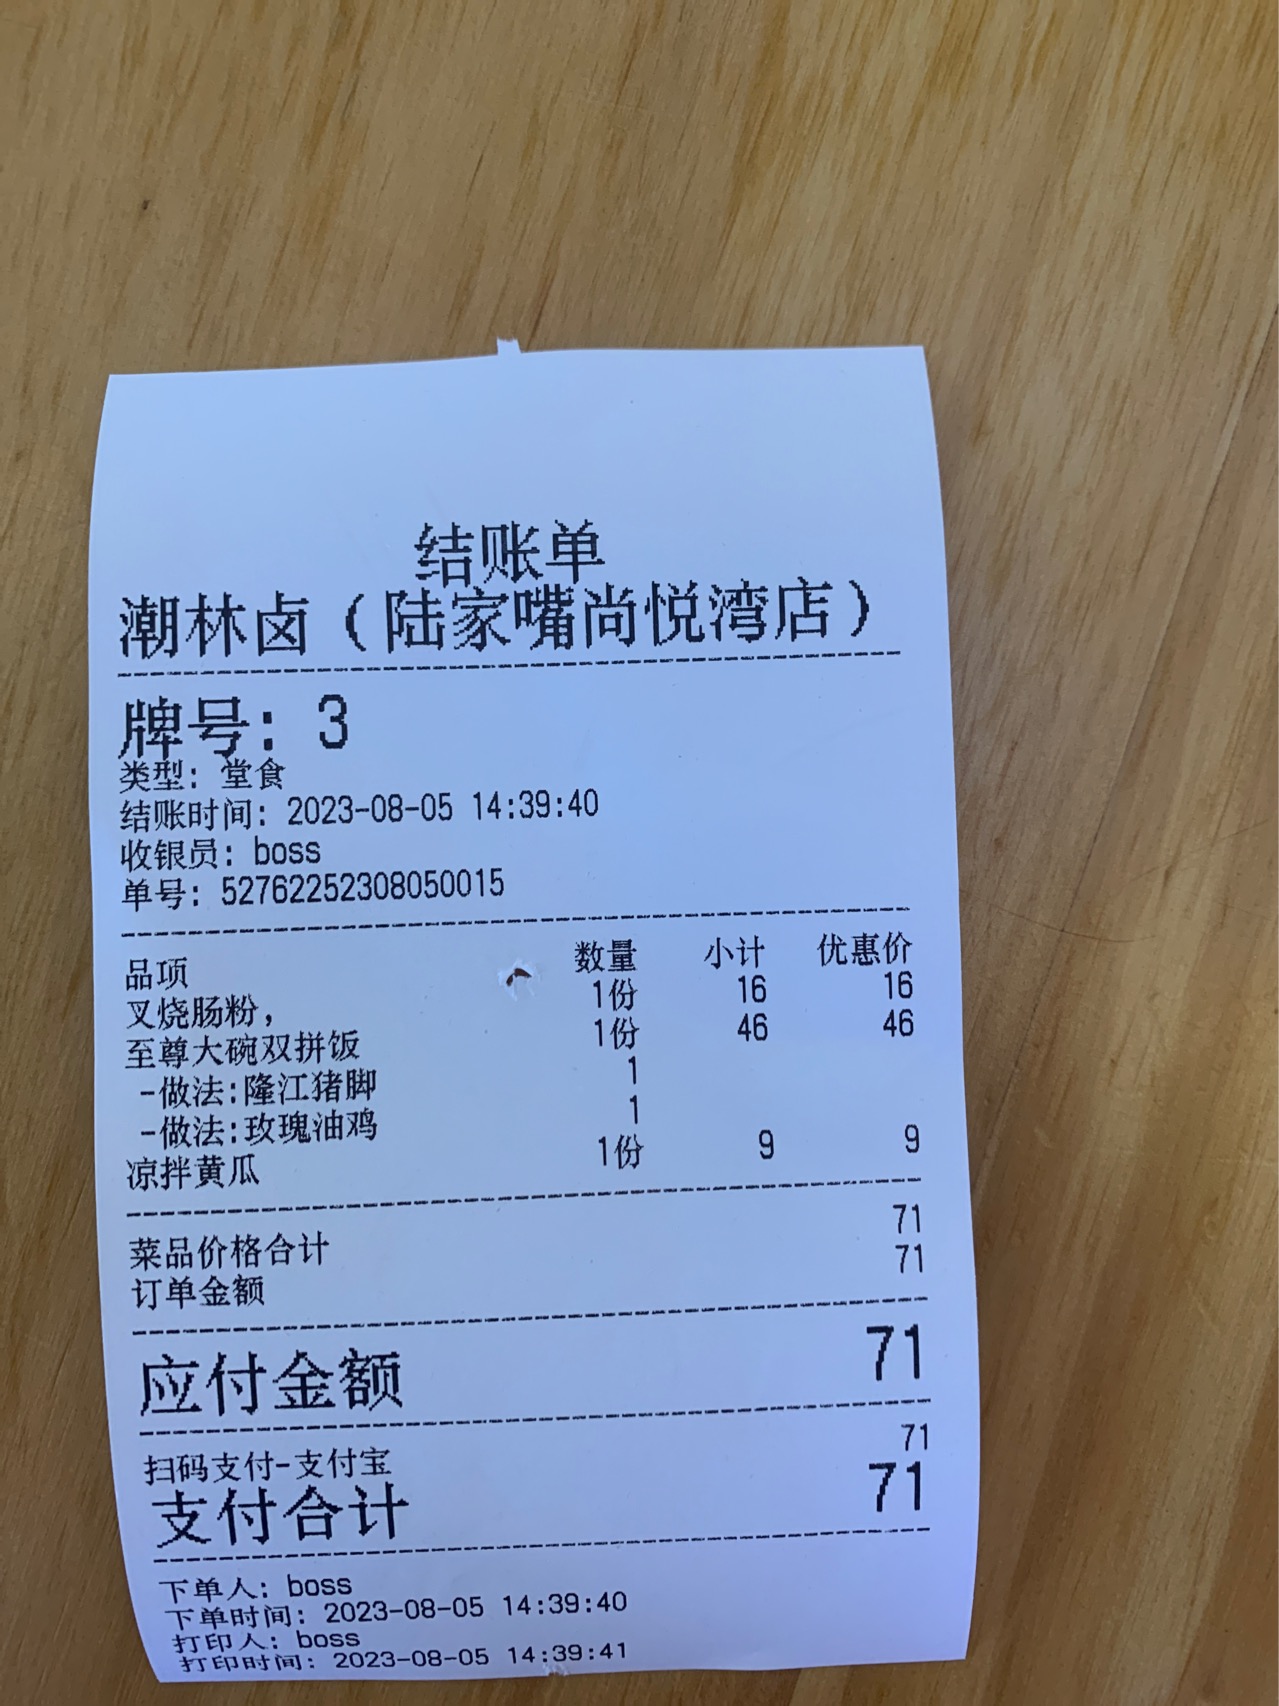 结账单
潮林卤（陆家嘴尚悦湾店）
牌号：3
类型：堂食
结账时间：2023-08-05 14:39:40
收银员：boss
单号：52762252308050015
品项 数量 小计 优惠价
叉烧肠粉， 1份 16 16
至尊大碗双拼饭 1份 46 46
-做法:隆江猪脚 1
-做法:玫瑰油鸡 1
凉拌黄瓜 1份 9 9
菜品价格合计 71
订单金额 71
应付金额 71
扫码支付-支付宝 71
支付合计 71
下单人：boss
下单时间：2023-08-05 14:39:40
打印人：boss
打印时间：2023-08-05 14:39:41